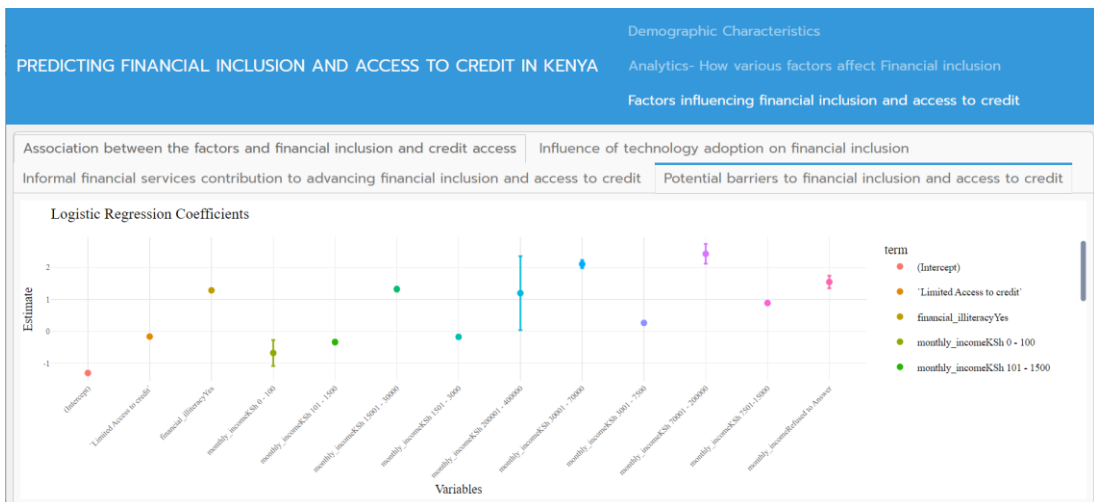 Demographic Characteristics
PREDICTING FINANCIAL INCLUSION AND ACCESS TO CREDIT IN KENYA
Analytics- How various factors affect Financial inclusion
Factors influencing financial inclusion and access to credit
Association between the factors and financial inclusion and credit access
Influence of technology adoption on financial inclusion
Informal financial services contribution to advancing financial inclusion and access to credit
Potential barriers to financial inclusion and access to credit
Logistic Regression Coefficients
Estimate
2
1
0
-1
(Intercept)
`Limited Access to credit`
financial_illiteracyYes
monthly_incomeKSh 0 - 100
monthly_incomeKSh 101 - 1500
monthly_incomeKSh 15001 - 30000
monthly_incomeKSh 1501 - 3000
monthly_incomeKSh 200001 - 400000
monthly_incomeKSh 30001 - 70000
monthly_incomeKSh 3001 - 7500
monthly_incomeKSh 70001 - 200000
monthly_incomeKSh 7501-15000
monthly_incomeRefused to Answer
Variables
term
(Intercept)
`Limited Access to credit`
financial_illiteracyYes
monthly_incomeKSh 0 - 100
monthly_incomeKSh 101 - 1500